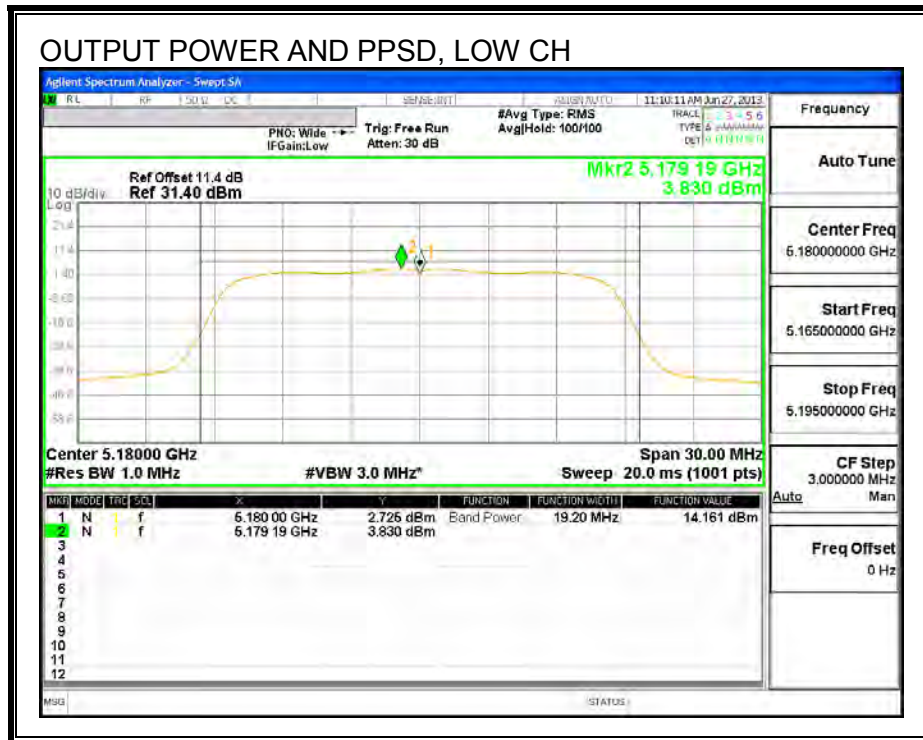 OUTPUT POWER AND PPSD, LOW CH
Agilent Spectrum Analyzer - Swept SA
RL RF 50 Ω DC SENSE:INT ALIGN AUTO 11:10:11 AM Jun 27, 2013
PNO: Wide
IFGain:Low
Trig: Free Run
Atten: 30 dB
#Avg Type: RMS
Avg|Hold: 100/100
TRACE 1 2 3 4 5 6
TYPE
DET
Mkr2 5.179 19 GHz
3.830 dBm
Ref Offset 11.4 dB
10 dB/div Ref 31.40 dBm
Log
21.4
11.4
1.40
Center 5.18000 GHz Span 30.00 MHz
#Res BW 1.0 MHz #VBW 3.0 MHz* Sweep 20.0 ms (1001 pts)
MKR MODE TRC SCL X Y FUNCTION FUNCTION WIDTH FUNCTION VALUE
1 N 1 f 5.180 00 GHz 2.725 dBm Band Power 19.20 MHz 14.161 dBm
2 N 1 f 5.179 19 GHz 3.830 dBm
3
4
5
6
7
8
9
10
11
12
MSG STATUS
Frequency
Auto Tune
Center Freq
5.180000000 GHz
Start Freq
5.165000000 GHz
Stop Freq
5.195000000 GHz
CF Step
3.000000 MHz
Auto Man
Freq Offset
0 Hz